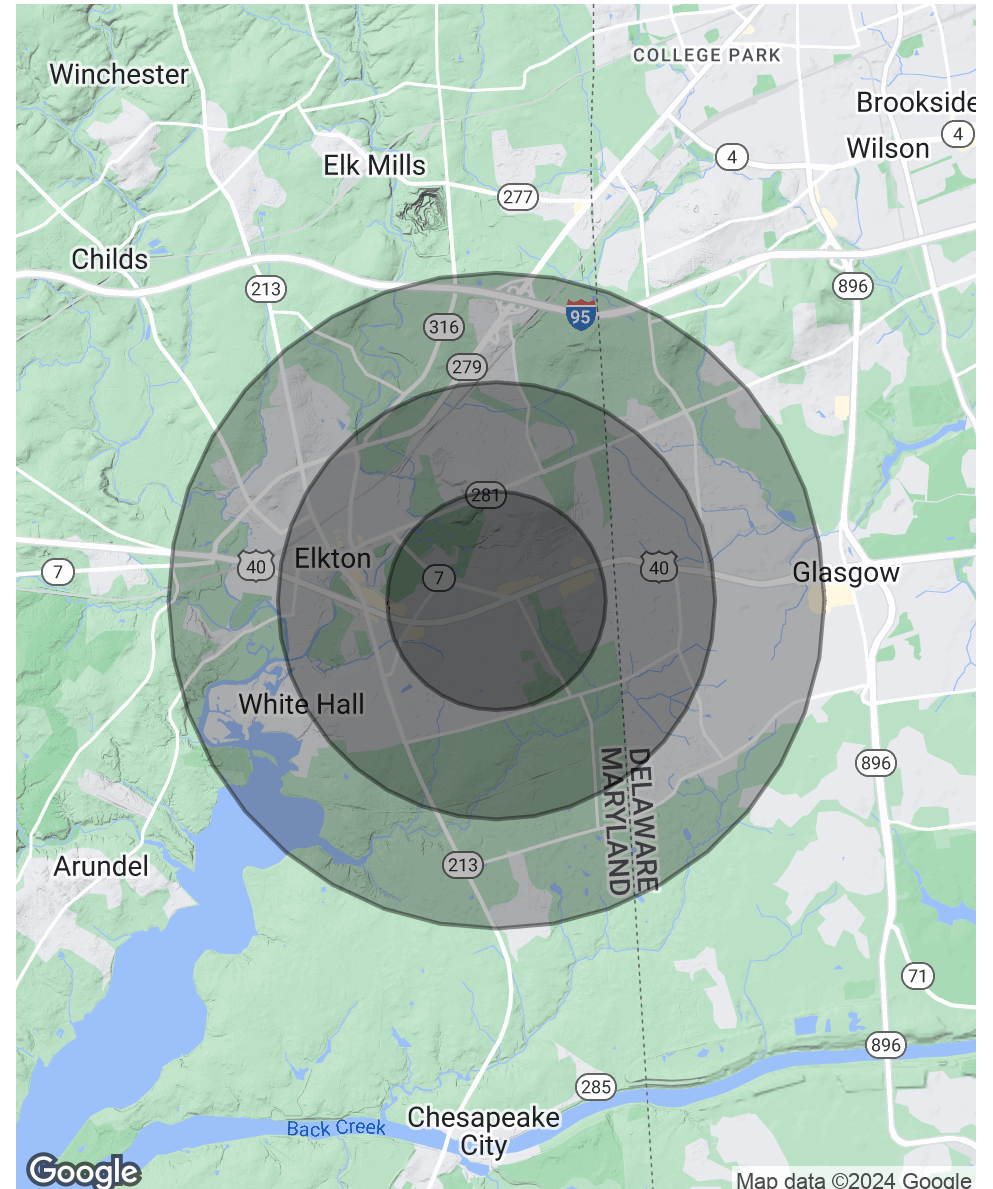 COLLEGE PARK
Winchester
Brookside
4
Wilson
4
Elk Mills
277
Childs
213
896
95
316
279
281
Elkton
40
7
40
7
Glasgow
White Hall
DELAWARE
MARYLAND
896
Arundel
213
71
896
285
Chesapeake
City
Back Creek
Google
Map data ©2024 Google